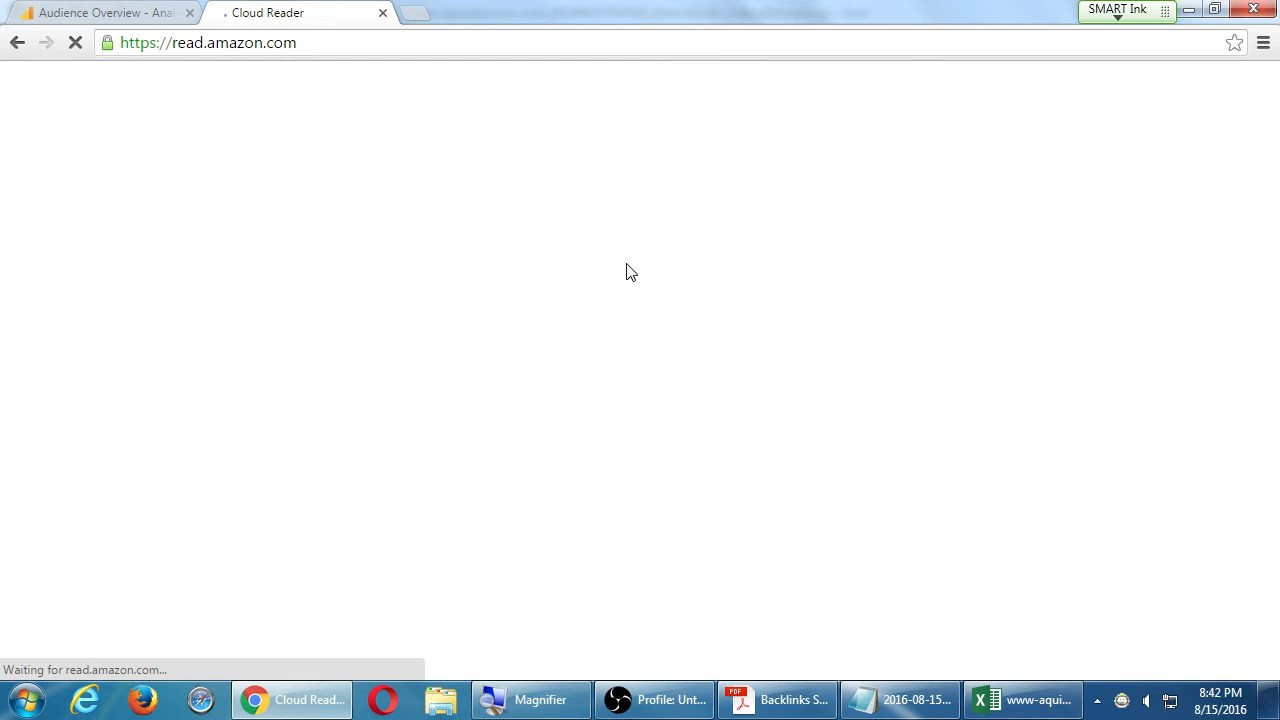 Audience Overview - Anal
Cloud Reader
SMART Ink
https://read.amazon.com
Waiting for read.amazon.com...
Cloud Read...
Magnifier
Profile: Unt...
PDF
Backlinks S...
2016-08-15...
www-aqui...
8:42 PM
8/15/2016